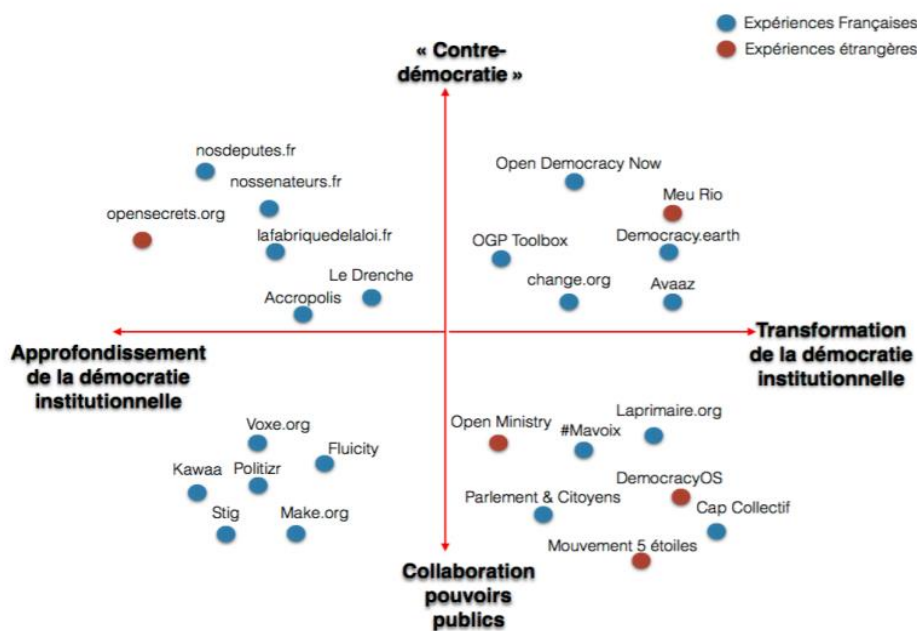 Expériences Françaises
Expériences étrangères
« Contre-
démocratie »
nosdeputes.fr
nossenateurs.fr
opensecrets.org
lafabriquedelaloi.fr
Le Drenche
Accropolis
Open Democracy Now
Meu Rio
OGP Toolbox
Democracy.earth
change.org
Avaaz
Approfondissement
de la démocratie
institutionnelle
Transformation
de la démocratie
institutionnelle
Voxe.org
Fluicity
Kawaa
Politizr
Stig
Make.org
Open Ministry
#Mavoix
Laprimaire.org
DemocracyOS
Parlement & Citoyens
Cap Collectif
Mouvement 5 étoiles
Collaboration
pouvoirs
publics